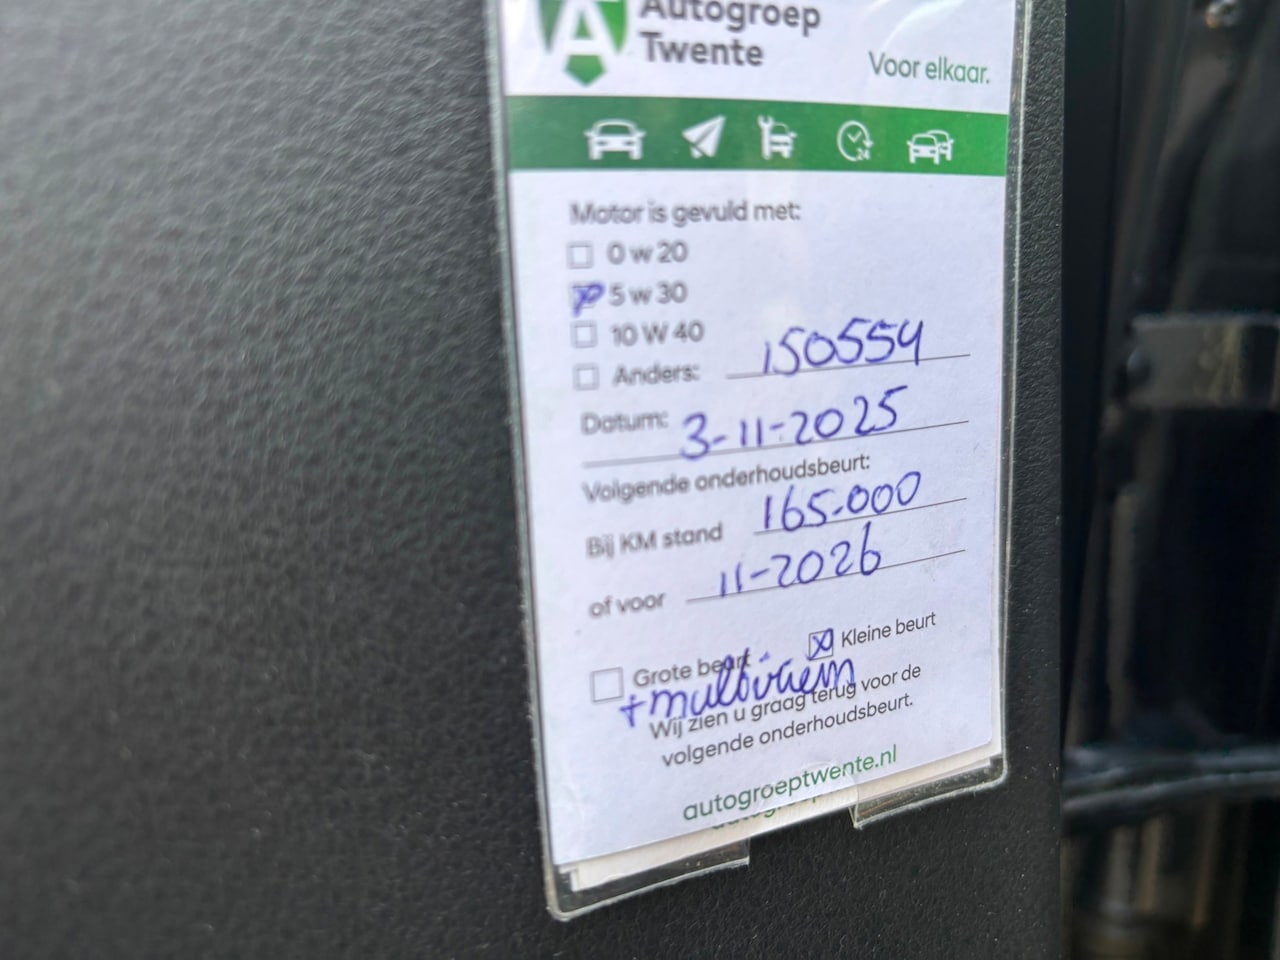 Autogroep
Twente
Voor elkaar.
24
Motor is gevuld met:
0 w 20
5 w 30
10 W 40
Anders: 150554
Datum: 3-11-2025
Volgende onderhoudsbeurt:
Bij KM stand 165.000
of voor 11-2026
Grote beurt Kleine beurt
+ multiriem
Wij zien u graag terug voor de
volgende onderhoudsbeurt.
autogroeptwente.nl